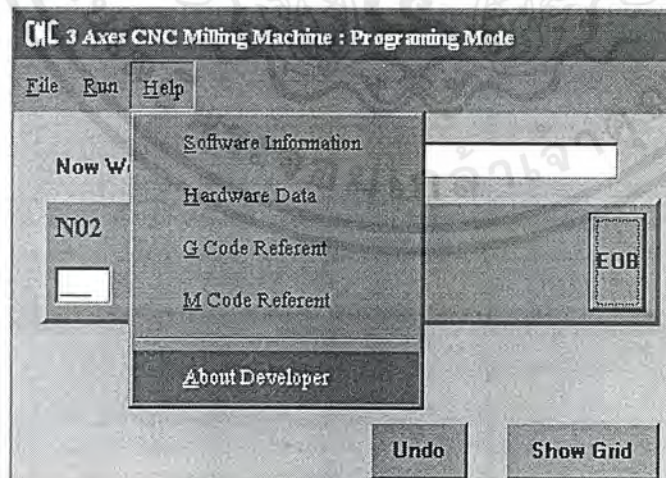 CNC 3 Axes CNC Milling Machine : Programing Mode
File Run Help
Software Information
Now W
Hardware Data
N02
G Code Referent
EOB
M Code Referent
About Developer
Undo Show Grid